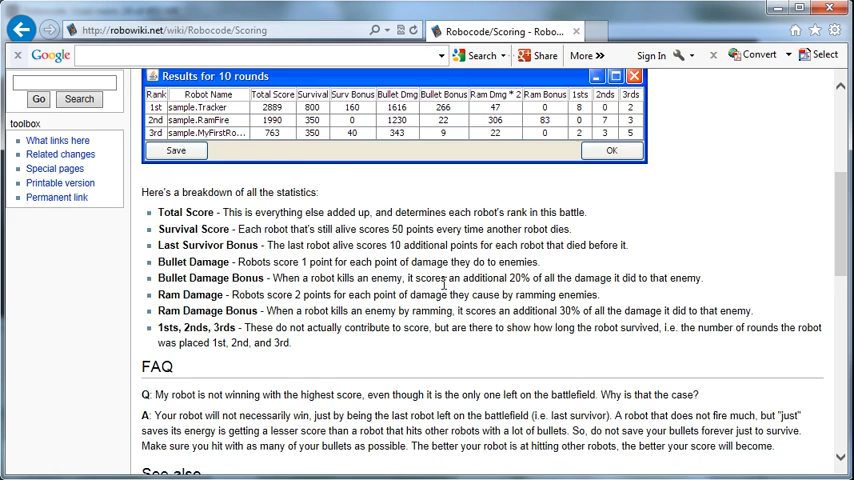 http://robowiki.net/wiki/Robocode/Scoring
Robocode/Scoring - Robo...
Google
Search
Share
More >>
Sign In
Convert
Select
Go
Search
toolbox
What links here
Related changes
Special pages
Printable version
Permanent link
Results for 10 rounds
Rank Robot Name Total Score Survival Surv Bonus Bullet Dmg Bullet Bonus Ram Dmg * 2 Ram Bonus 1sts 2nds 3rds
1st sample.Tracker 2889 800 160 1616 266 47 0 8 0 2
2nd sample.RamFire 1990 350 0 1230 22 306 83 0 7 3
3rd sample.MyFirstRo... 763 350 40 343 9 22 0 2 3 5
Save
OK
Here's a breakdown of all the statistics:
Total Score - This is everything else added up, and determines each robot's rank in this battle.
Survival Score - Each robot that's still alive scores 50 points every time another robot dies.
Last Survivor Bonus - The last robot alive scores 10 additional points for each robot that died before it.
Bullet Damage - Robots score 1 point for each point of damage they do to enemies.
Bullet Damage Bonus - When a robot kills an enemy, it scores an additional 20% of all the damage it did to that enemy.
Ram Damage - Robots score 2 points for each point of damage they cause by ramming enemies.
Ram Damage Bonus - When a robot kills an enemy by ramming, it scores an additional 30% of all the damage it did to that enemy.
1sts, 2nds, 3rds - These do not actually contribute to score, but are there to show how long the robot survived, i.e. the number of rounds the robot
was placed 1st, 2nd, and 3rd.
FAQ
Q: My robot is not winning with the highest score, even though it is the only one left on the battlefield. Why is that the case?
A: Your robot will not necessarily win, just by being the last robot left on the battlefield (i.e. last survivor). A robot that does not fire much, but "just"
saves its energy is getting a lesser score than a robot that hits other robots with a lot of bullets. So, do not save your bullets forever just to survive.
Make sure you hit with as many of your bullets as possible. The better your robot is at hitting other robots, the better your score will become.
See also